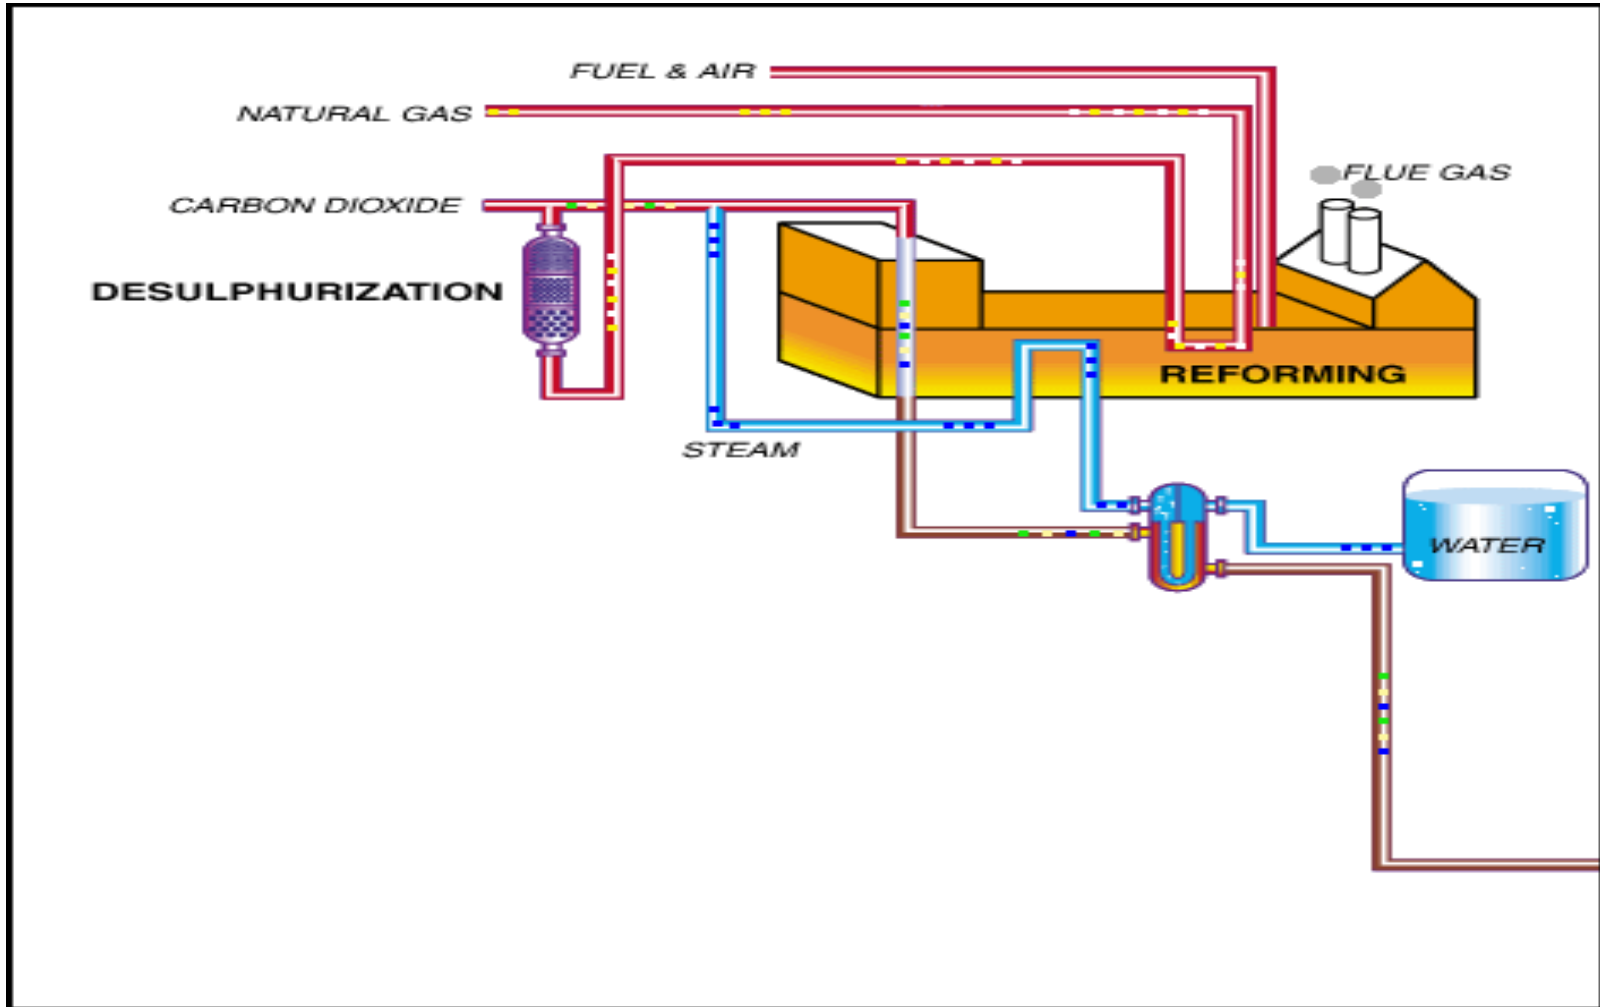 FUEL & AIR
NATURAL GAS
FLUE GAS
CARBON DIOXIDE
DESULPHURIZATION
REFORMING
STEAM
WATER